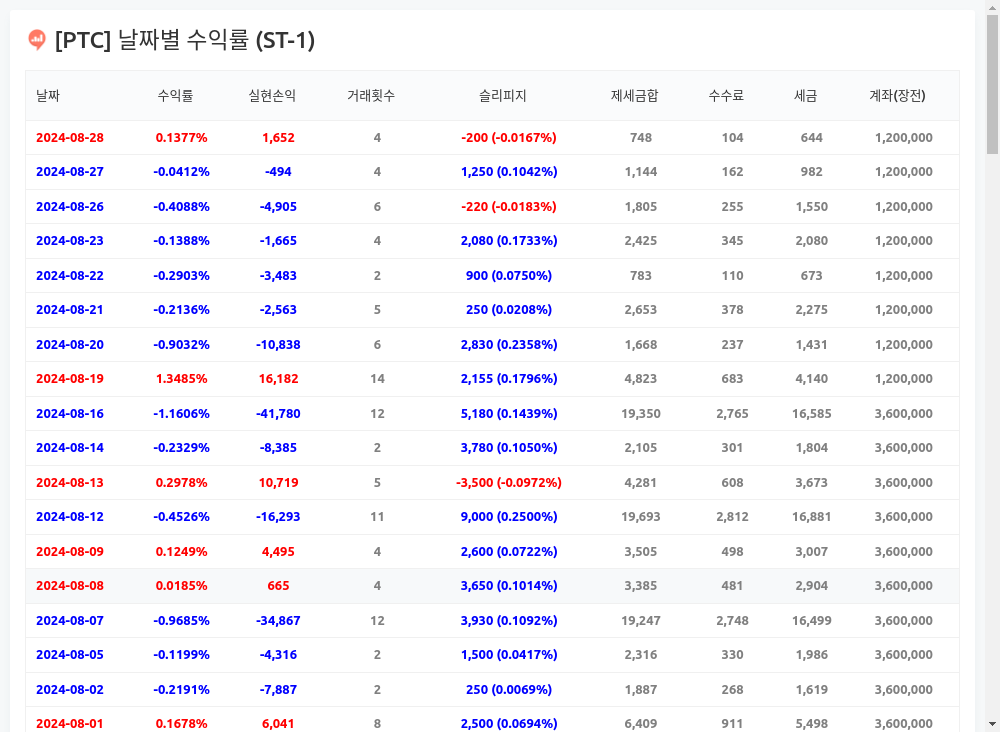 [PTC] 날짜별 수익률 (ST-1)
날짜 수익률 실현손익 거래횟수 슬리피지 제세금합 수수료 세금 계좌(장전)
2024-08-28 0.1377% 1,652 4 -200 (-0.0167%) 748 104 644 1,200,000
2024-08-27 -0.0412% -494 4 1,250 (0.1042%) 1,144 162 982 1,200,000
2024-08-26 -0.4088% -4,905 6 -220 (-0.0183%) 1,805 255 1,550 1,200,000
2024-08-23 -0.1388% -1,665 4 2,080 (0.1733%) 2,425 345 2,080 1,200,000
2024-08-22 -0.2903% -3,483 2 900 (0.0750%) 783 110 673 1,200,000
2024-08-21 -0.2136% -2,563 5 250 (0.0208%) 2,653 378 2,275 1,200,000
2024-08-20 -0.9032% -10,838 6 2,830 (0.2358%) 1,668 237 1,431 1,200,000
2024-08-19 1.3485% 16,182 14 2,155 (0.1796%) 4,823 683 4,140 1,200,000
2024-08-16 -1.1606% -41,780 12 5,180 (0.1439%) 19,350 2,765 16,585 3,600,000
2024-08-14 -0.2329% -8,385 2 3,780 (0.1050%) 2,105 301 1,804 3,600,000
2024-08-13 0.2978% 10,719 5 -3,500 (-0.0972%) 4,281 608 3,673 3,600,000
2024-08-12 -0.4526% -16,293 11 9,000 (0.2500%) 19,693 2,812 16,881 3,600,000
2024-08-09 0.1249% 4,495 4 2,600 (0.0722%) 3,505 498 3,007 3,600,000
2024-08-08 0.0185% 665 4 3,650 (0.1014%) 3,385 481 2,904 3,600,000
2024-08-07 -0.9685% -34,867 12 3,930 (0.1092%) 19,247 2,748 16,499 3,600,000
2024-08-05 -0.1199% -4,316 2 1,500 (0.0417%) 2,316 330 1,986 3,600,000
2024-08-02 -0.2191% -7,887 2 250 (0.0069%) 1,887 268 1,619 3,600,000
2024-08-01 0.1678% 6,041 8 2,500 (0.0694%) 6,409 911 5,498 3,600,000